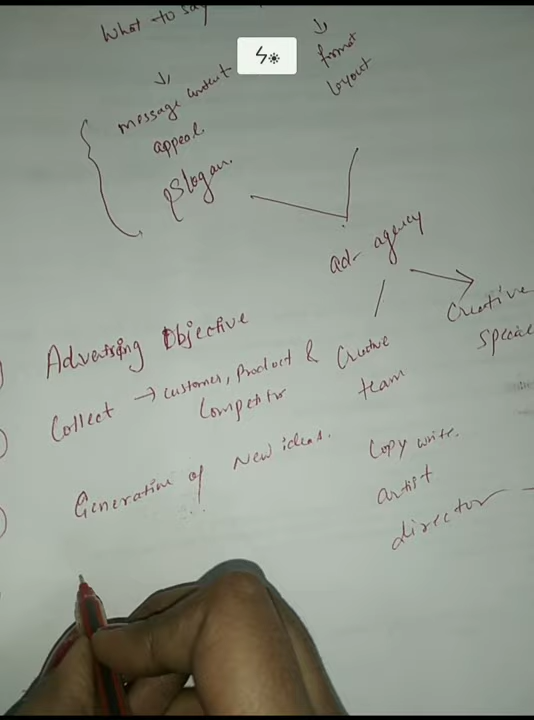 What to say
format
layout
message content
appeal
Slogan.
ad- agency
Advertising Objective
Collect → customer, product &
competitor
Generation of New ideas.
Creative
team
Creative
Copy write.
artist
director